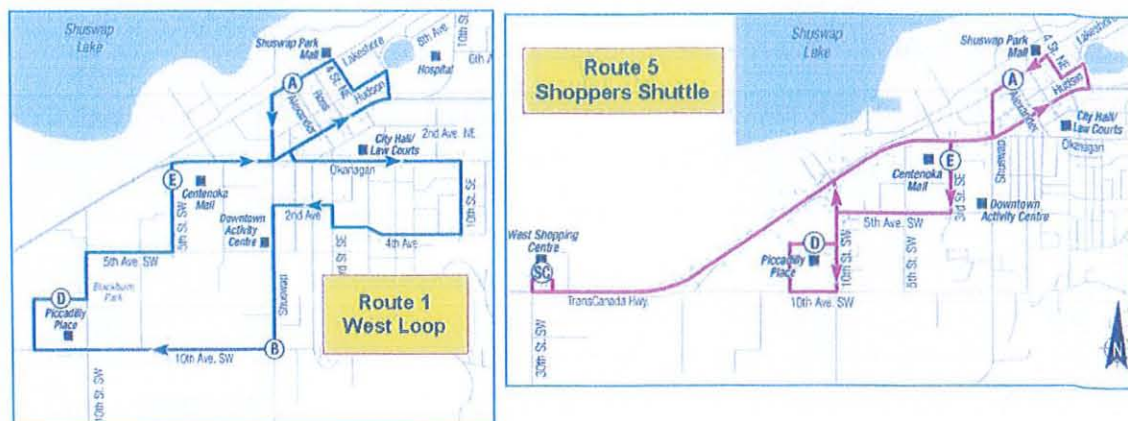 Shuswap
Lake
Shuswap Park
Mall
Lakeshore
6th Ave
10th St
Hospital
A
4 St. NE
Ross
Alexander
Hudson
2nd Ave. NE
City Hall/
Law Courts
Okanagan
10th St. SE
E
Centenoka
Mall
5th St. SW
Downtown
Activity
Centre
2nd Ave
4th Ave
5th Ave. SW
Blackburn
Park
D
Piccadilly
Place
Shuswap
Route 1
West Loop
10th Ave. SW
B
10th St. SW
Shuswap
Lake
Route 5
Shoppers Shuttle
Shuswap Park
Mall
Lakeshore
4 St. NE
A
Hudson
Alexander
City Hall/
Law Courts
Okanagan
Shuswap
Centenoka
Mall
E
3rd St. SE
Downtown
Activity Centre
5th Ave. SW
West Shopping
Centre
SC
D
Piccadilly
Place
10th St. SW
5th St. SW
TransCanada Hwy.
10th Ave. SW
30th St. SW
N